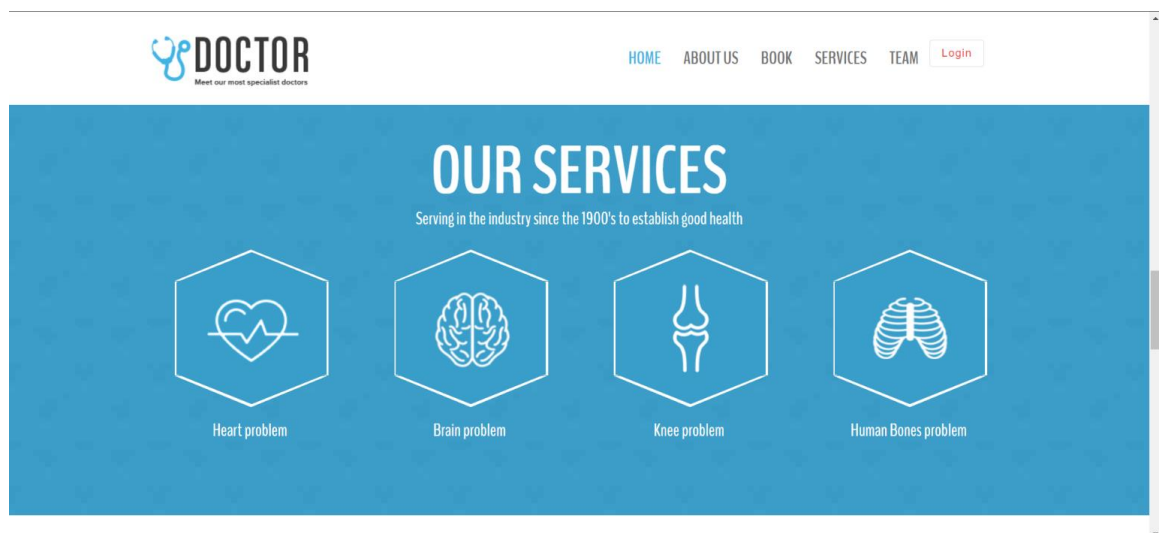 DOCTOR
Meet our most specialist doctors
HOME ABOUT US BOOK SERVICES TEAM Login
OUR SERVICES
Serving in the industry since the 1900's to establish good health
Heart problem Brain problem Knee problem Human Bones problem